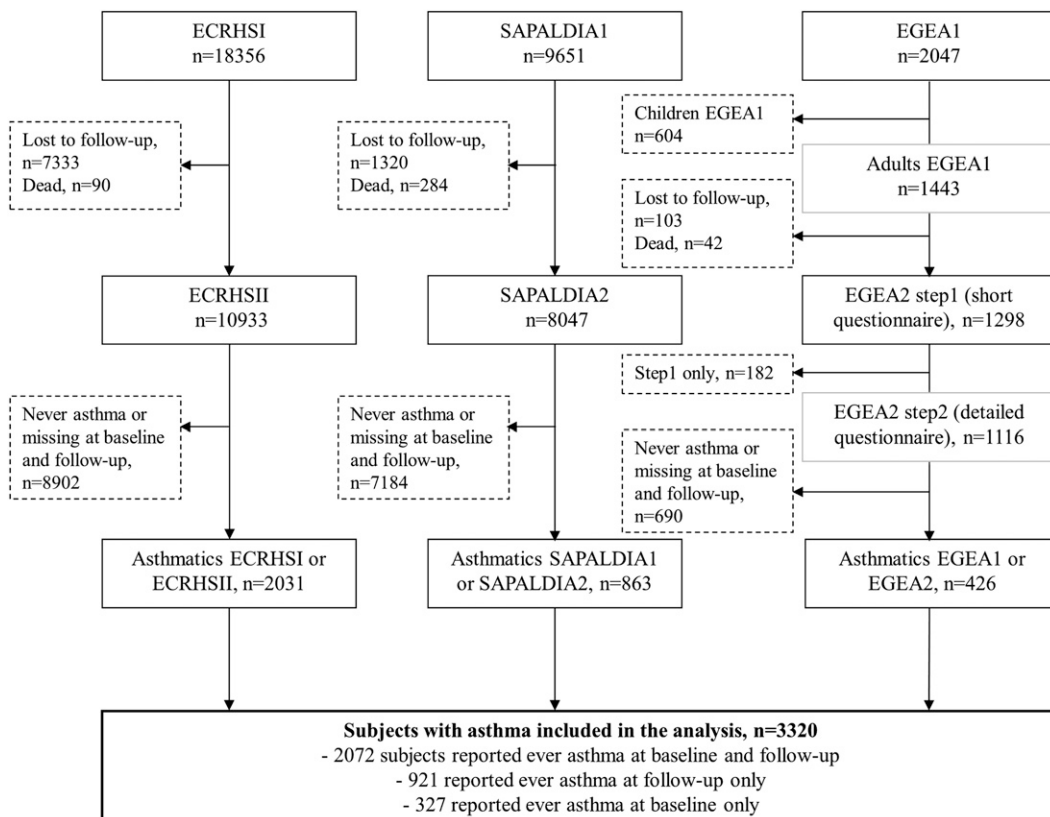 ECRHSI
n=18356
SAPALDIA1
n=9651
EGEA1
n=2047
Children EGEA1
n=604
Lost to follow-up,
n=7333
Dead, n=90
Lost to follow-up,
n=1320
Dead, n=284
Adults EGEA1
n=1443
Lost to follow-up,
n=103
Dead, n=42
ECRHSII
n=10933
SAPALDIA2
n=8047
EGEA2 step1 (short
questionnaire), n=1298
Step1 only, n=182
Never asthma or
missing at baseline
and follow-up,
n=8902
Never asthma or
missing at baseline
and follow-up,
n=7184
EGEA2 step2 (detailed
questionnaire), n=1116
Never asthma or
missing at baseline
and follow-up,
n=690
Asthmatics ECRHSI or
ECRHSII, n=2031
Asthmatics SAPALDIA1
or SAPALDIA2, n=863
Asthmatics EGEA1 or
EGEA2, n=426
Subjects with asthma included in the analysis, n=3320
- 2072 subjects reported ever asthma at baseline and follow-up
- 921 reported ever asthma at follow-up only
- 327 reported ever asthma at baseline only